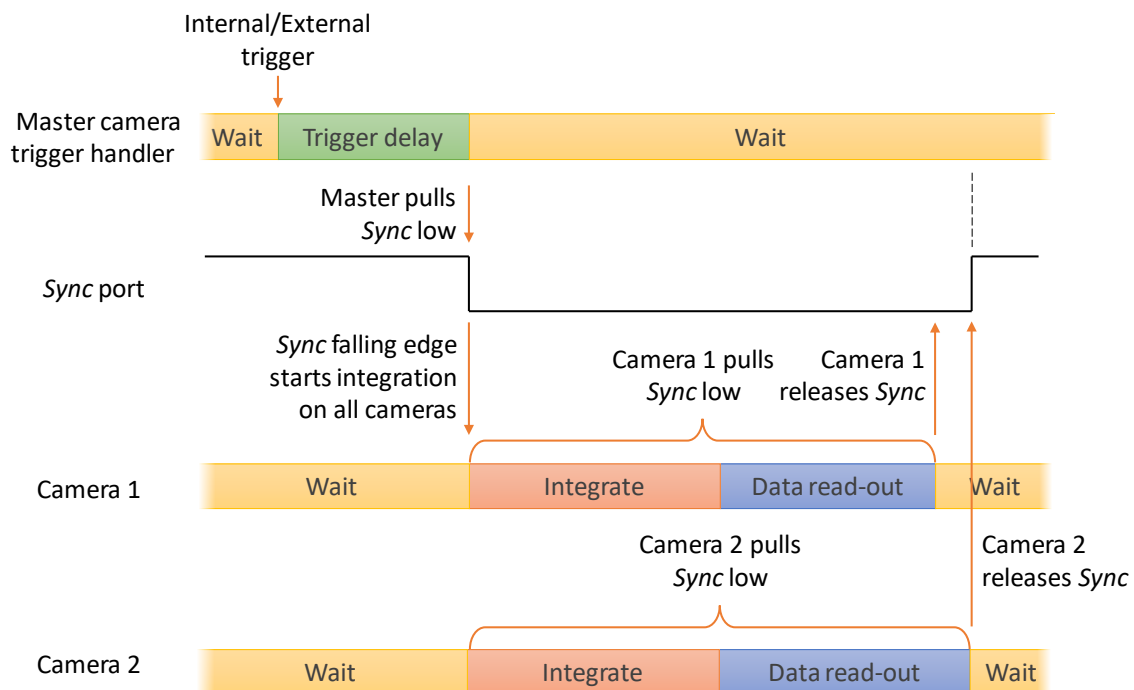 Internal/External
trigger
Master camera
trigger handler
Wait
Trigger delay
Wait
Master pulls
Sync low
Sync port
Sync falling edge
starts integration
on all cameras
Camera 1 pulls
Sync low
Camera 1
releases Sync
Camera 1
Wait
Integrate
Data read-out
Wait
Camera 2 pulls
Sync low
Camera 2
releases Sync
Camera 2
Wait
Integrate
Data read-out
Wait